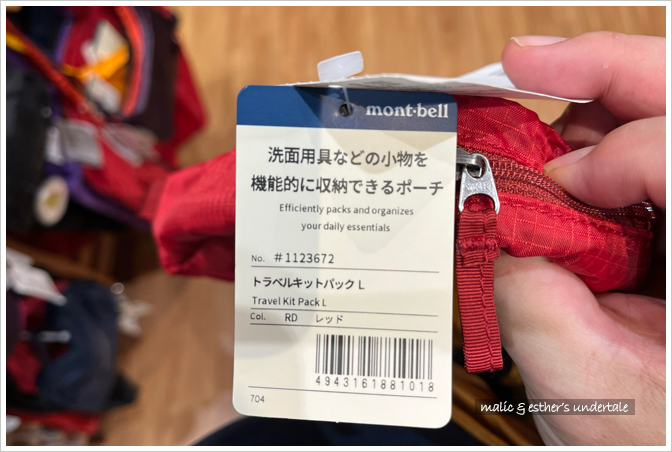 mont·bell
洗面用具などの小物を
機能的に収納できるポーチ
Efficiently packs and organizes
your daily essentials
No. #1123672
トラベルキットパック L
Travel Kit Pack L
Col. RD レッド
4943161881018
704
malic & esther's undertale